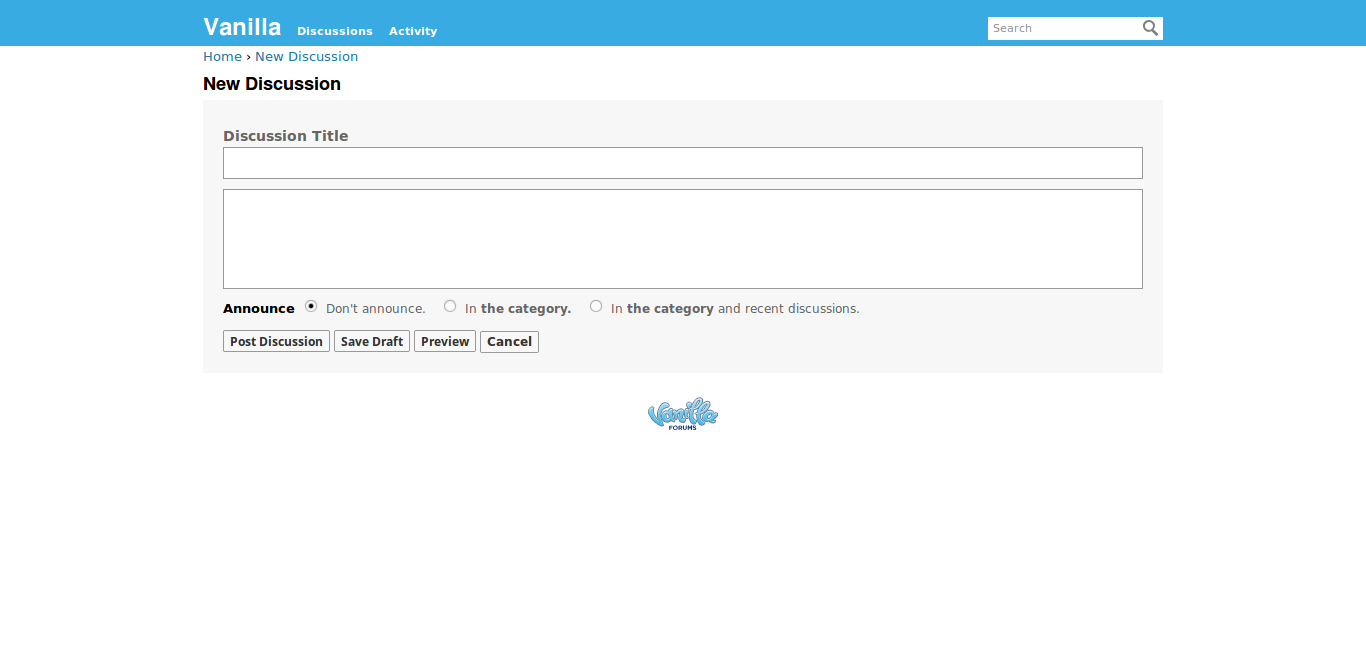 Vanilla Discussions Activity Search
Home › New Discussion
New Discussion
Discussion Title
Announce Don't announce. In the category. In the category and recent discussions.
Post Discussion Save Draft Preview Cancel
Vanilla
FORUMS